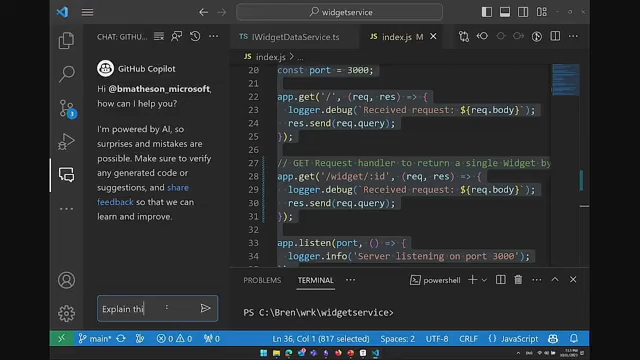 widgetservice
CHAT: GITHU...
IWidgetDataService.ts
index.js M
index.js > ...
GitHub Copilot
Hi @bmatheson_microsoft,
how can I help you?
I'm powered by AI, so
surprises and mistakes are
possible. Make sure to verify
any generated code or
suggestions, and share
feedback so that we can
learn and improve.
Explain thi
20 const port = 3000;
21
22 app.get('/', (req, res) => {
23 logger.debug(`Received request: ${req.body}`);
24 res.send(req.query);
25 });
26
27 // GET Request handler to return a single Widget by
28 app.get('/widget/:id', (req, res) => {
29 logger.debug(`Received request: ${req.body}`);
30 res.send(req.query);
31 });
32
33 app.listen(port, () => {
34 logger.info('Server listening on port 3000');
PROBLEMS
TERMINAL
powershell
PS C:\Bren\wrk\widgetservice>
3
main*
0
0
0
Ln 36, Col 1 (817 selected)
Spaces: 2
UTF-8
CRLF
JavaScript